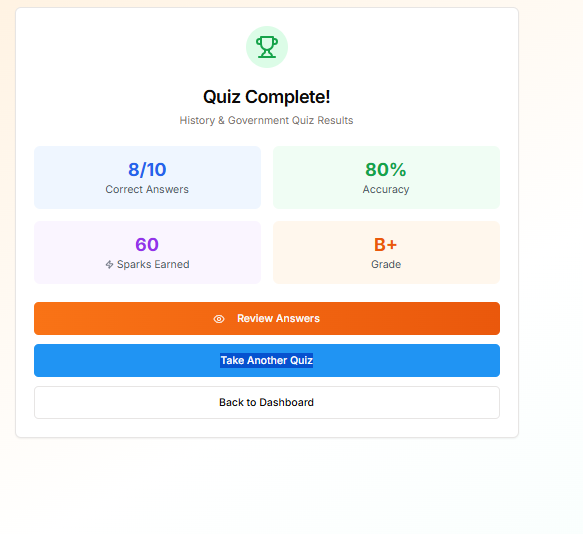 Quiz Complete!
History & Government Quiz Results
8/10
Correct Answers
80%
Accuracy
60
Sparks Earned
B+
Grade
Review Answers
Take Another Quiz
Back to Dashboard